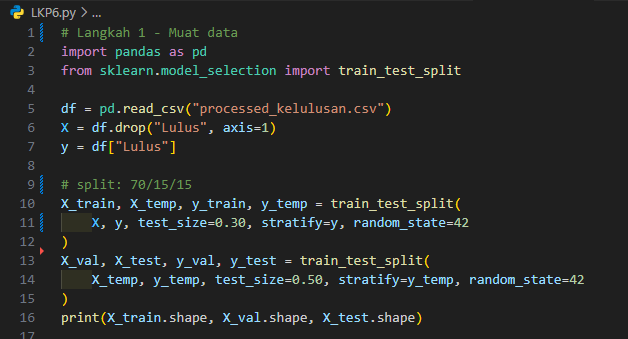 LKP6.py > ...
1 # Langkah 1 - Muat data
2 import pandas as pd
3 from sklearn.model_selection import train_test_split
4
5 df = pd.read_csv("processed_kelulusan.csv")
6 X = df.drop("Lulus", axis=1)
7 y = df["Lulus"]
8
9 # split: 70/15/15
10 X_train, X_temp, y_train, y_temp = train_test_split(
11     X, y, test_size=0.30, stratify=y, random_state=42
12 )
13 X_val, X_test, y_val, y_test = train_test_split(
14     X_temp, y_temp, test_size=0.50, stratify=y_temp, random_state=42
15 )
16 print(X_train.shape, X_val.shape, X_test.shape)
17